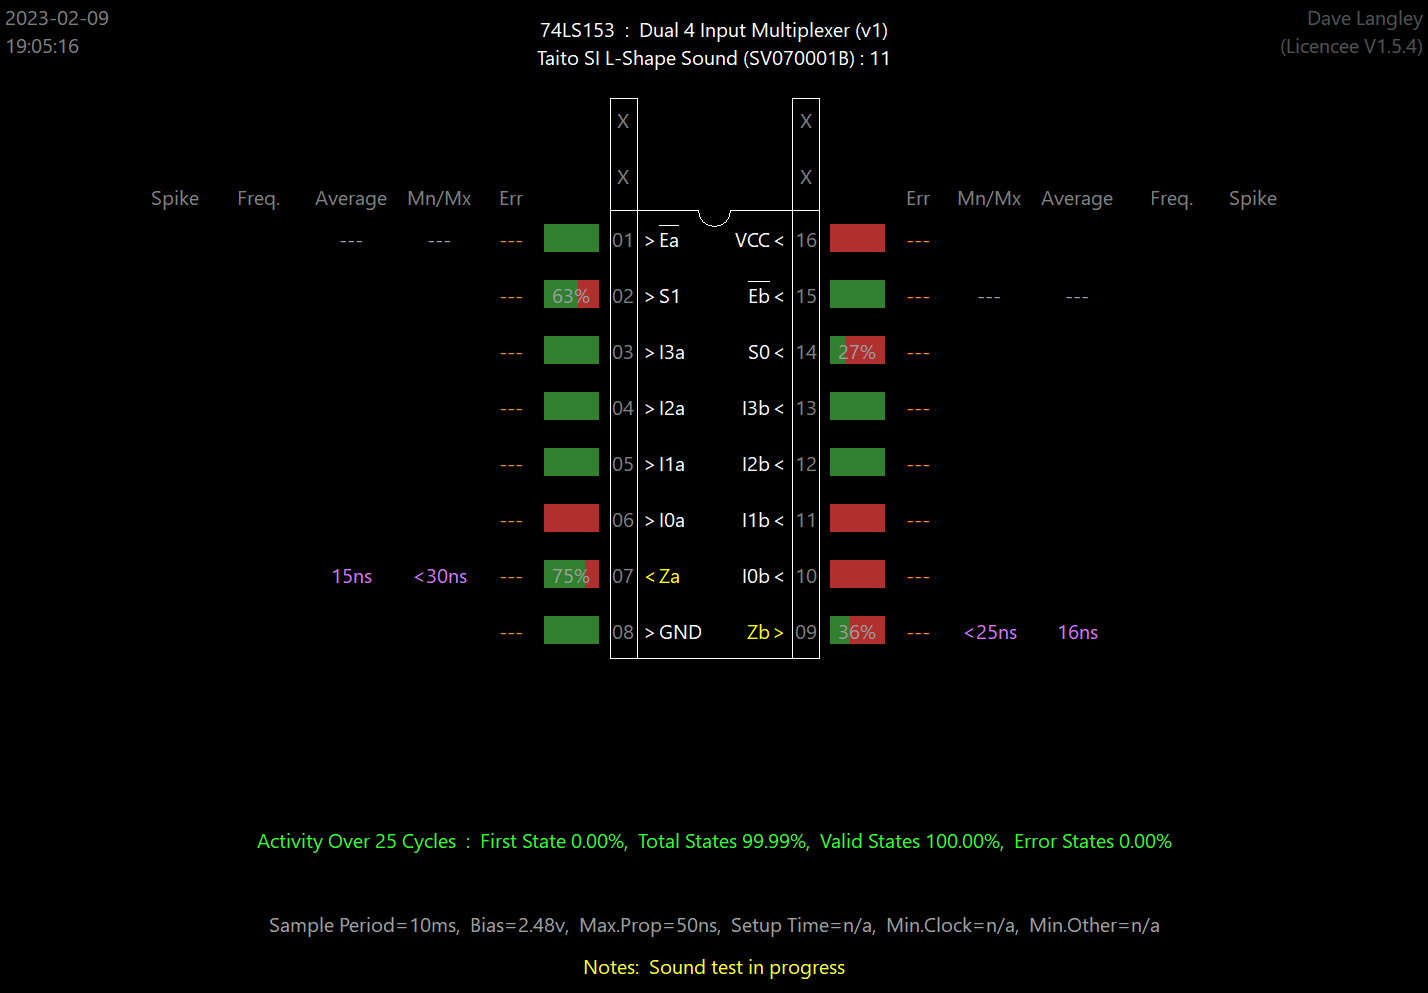 2023-02-09
19:05:16
74LS153 : Dual 4 Input Multiplexer (v1)
Taito SI L-Shape Sound (SV070001B) : 11
Dave Langley
(Licencee V1.5.4)
X X
X X
Spike Freq. Average Mn/Mx Err Err Mn/Mx Average Freq. Spike
--- --- --- 01 > Ea VCC < 16 ---
--- 63% 02 > S1 Eb < 15 --- --- ---
--- 03 > I3a S0 < 14 27% ---
--- 04 > I2a I3b < 13 ---
--- 05 > I1a I2b < 12 ---
--- 06 > I0a I1b < 11 ---
15ns <30ns --- 75% 07 < Za I0b < 10 ---
--- 08 > GND Zb > 09 36% --- <25ns 16ns
Activity Over 25 Cycles : First State 0.00%, Total States 99.99%, Valid States 100.00%, Error States 0.00%
Sample Period=10ms, Bias=2.48v, Max.Prop=50ns, Setup Time=n/a, Min.Clock=n/a, Min.Other=n/a
Notes: Sound test in progress